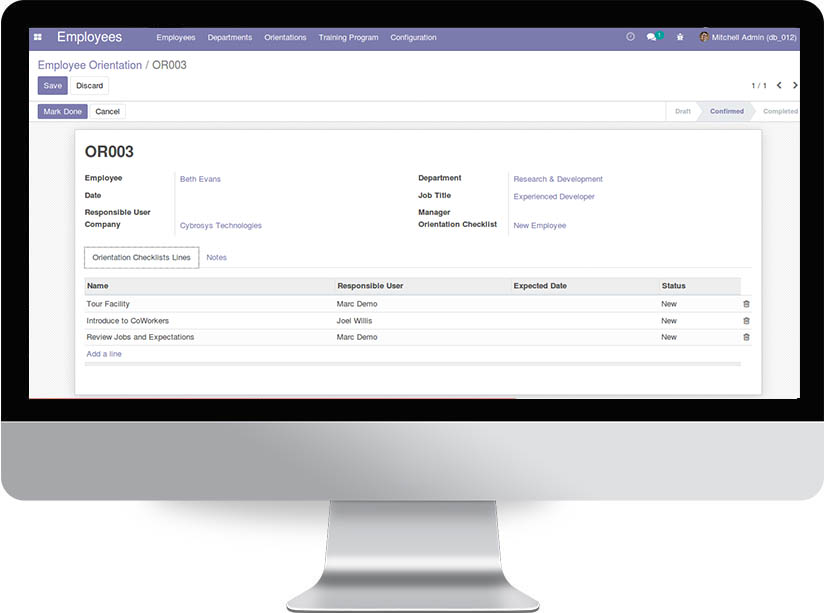 Employees Employees Departments Orientations Training Program Configuration 1 Mitchell Admin (db_012)
Employee Orientation / OR003
Save Discard 1 / 1
Mark Done Cancel Draft Confirmed Completed
OR003
Employee Beth Evans Department Research & Development
Date Job Title Experienced Developer
Responsible User Manager
Company Cybrosys Technologies Orientation Checklist New Employee
Orientation Checklists Lines Notes
Name Responsible User Expected Date Status
Tour Facility Marc Demo New
Introduce to CoWorkers Joel Willis New
Review Jobs and Expectations Marc Demo New
Add a line